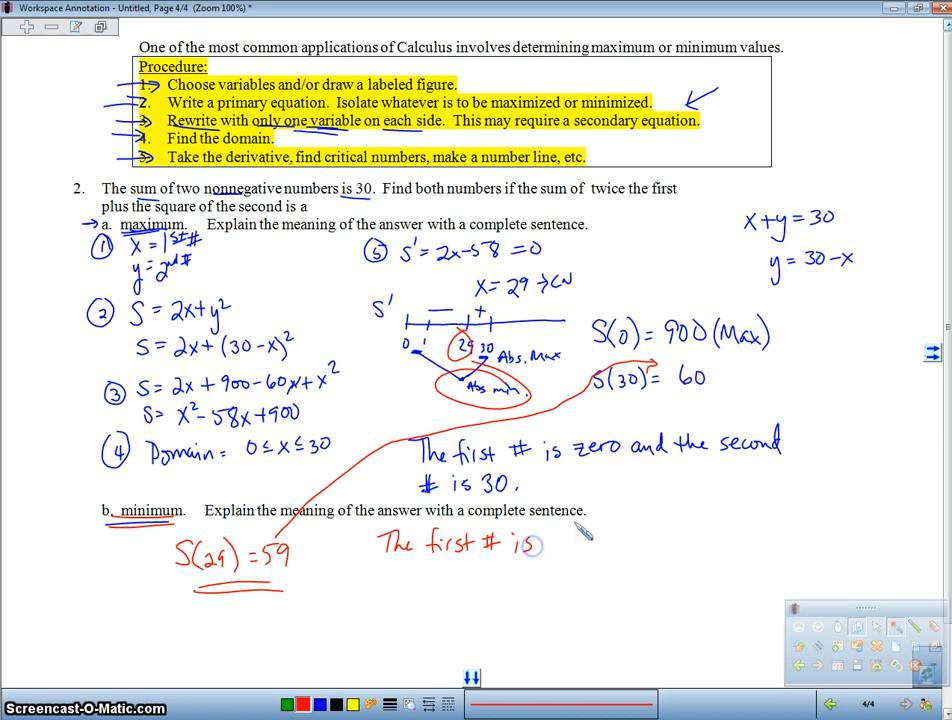 Workspace Annotation - Untitled, Page 4/4 (Zoom 100%) *
One of the most common applications of Calculus involves determining maximum or minimum values.
Procedure:
1. Choose variables and/or draw a labeled figure.
2. Write a primary equation. Isolate whatever is to be maximized or minimized.
3. Rewrite with only one variable on each side. This may require a secondary equation.
4. Find the domain.
5. Take the derivative, find critical numbers, make a number line, etc.
2. The sum of two nonnegative numbers is 30. Find both numbers if the sum of twice the first
plus the square of the second is a
a. maximum. Explain the meaning of the answer with a complete sentence.
① x = 1st #
y = 2nd #
② S = 2x + y²
S = 2x + (30 - x)²
③ S = 2x + 900 - 60x + x²
S = x² - 58x + 900
④ Domain = 0 ≤ x ≤ 30
⑤ S' = 2x - 58 = 0
x = 29 → CN
S' — +
0 1 29 30
Abs. Max
Abs min.
x + y = 30
y = 30 - x
S(0) = 900 (Max)
S(30) = 60
The first # is zero and the second
# is 30.
b. minimum. Explain the meaning of the answer with a complete sentence.
S(29) = 59
The first # is
4/4
Screencast-O-Matic.com